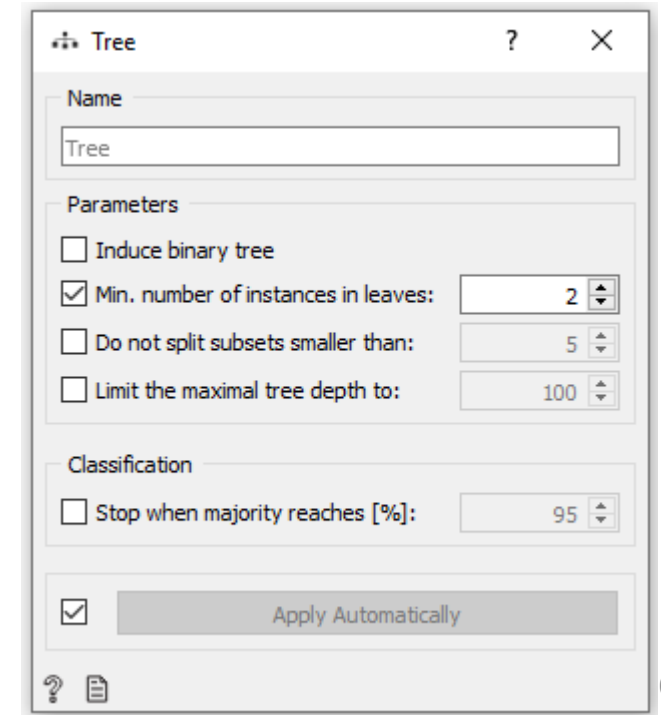 Tree ?
Name
Tree
Parameters
Induce binary tree
Min. number of instances in leaves: 2
Do not split subsets smaller than: 5
Limit the maximal tree depth to: 100
Classification
Stop when majority reaches [%]: 95
Apply Automatically
?